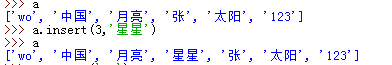 >>> a
['wo', '中国', '月亮', '张', '太阳', '123']
>>> a.insert(3,'星星')
>>> a
['wo', '中国', '月亮', '星星', '张', '太阳', '123']